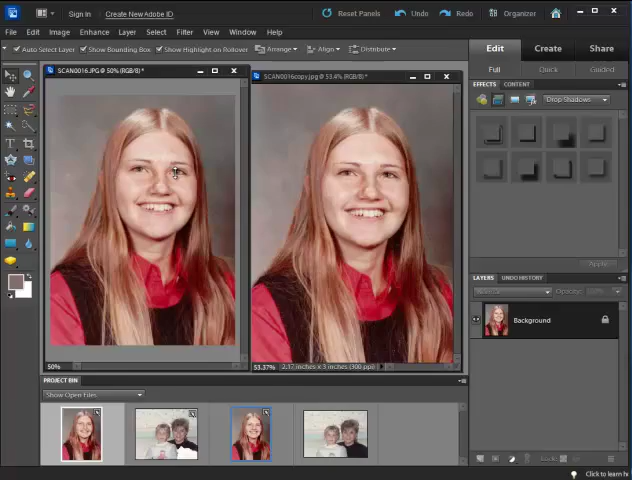 Sign In Create New Adobe ID Reset Panels Undo Redo Organizer
File Edit Image Enhance Layer Select Filter View Window Help
Auto Select Layer Show Bounding Box Show Highlight on Rollover Arrange Align Distribute
Edit Create Share
SCAN0016.JPG @ 50% (RGB/8) *
SCAN0016copy.jpg @ 53.4% (RGB/8) *
Full Quick Guided
EFFECTS CONTENT
Drop Shadows
Apply
LAYERS UNDO HISTORY
Normal Opacity:
Background
50%
53.37% 2.17 inches x 3 inches (300 ppi)
PROJECT BIN
Show Open Files
Lock:
Click to learn h